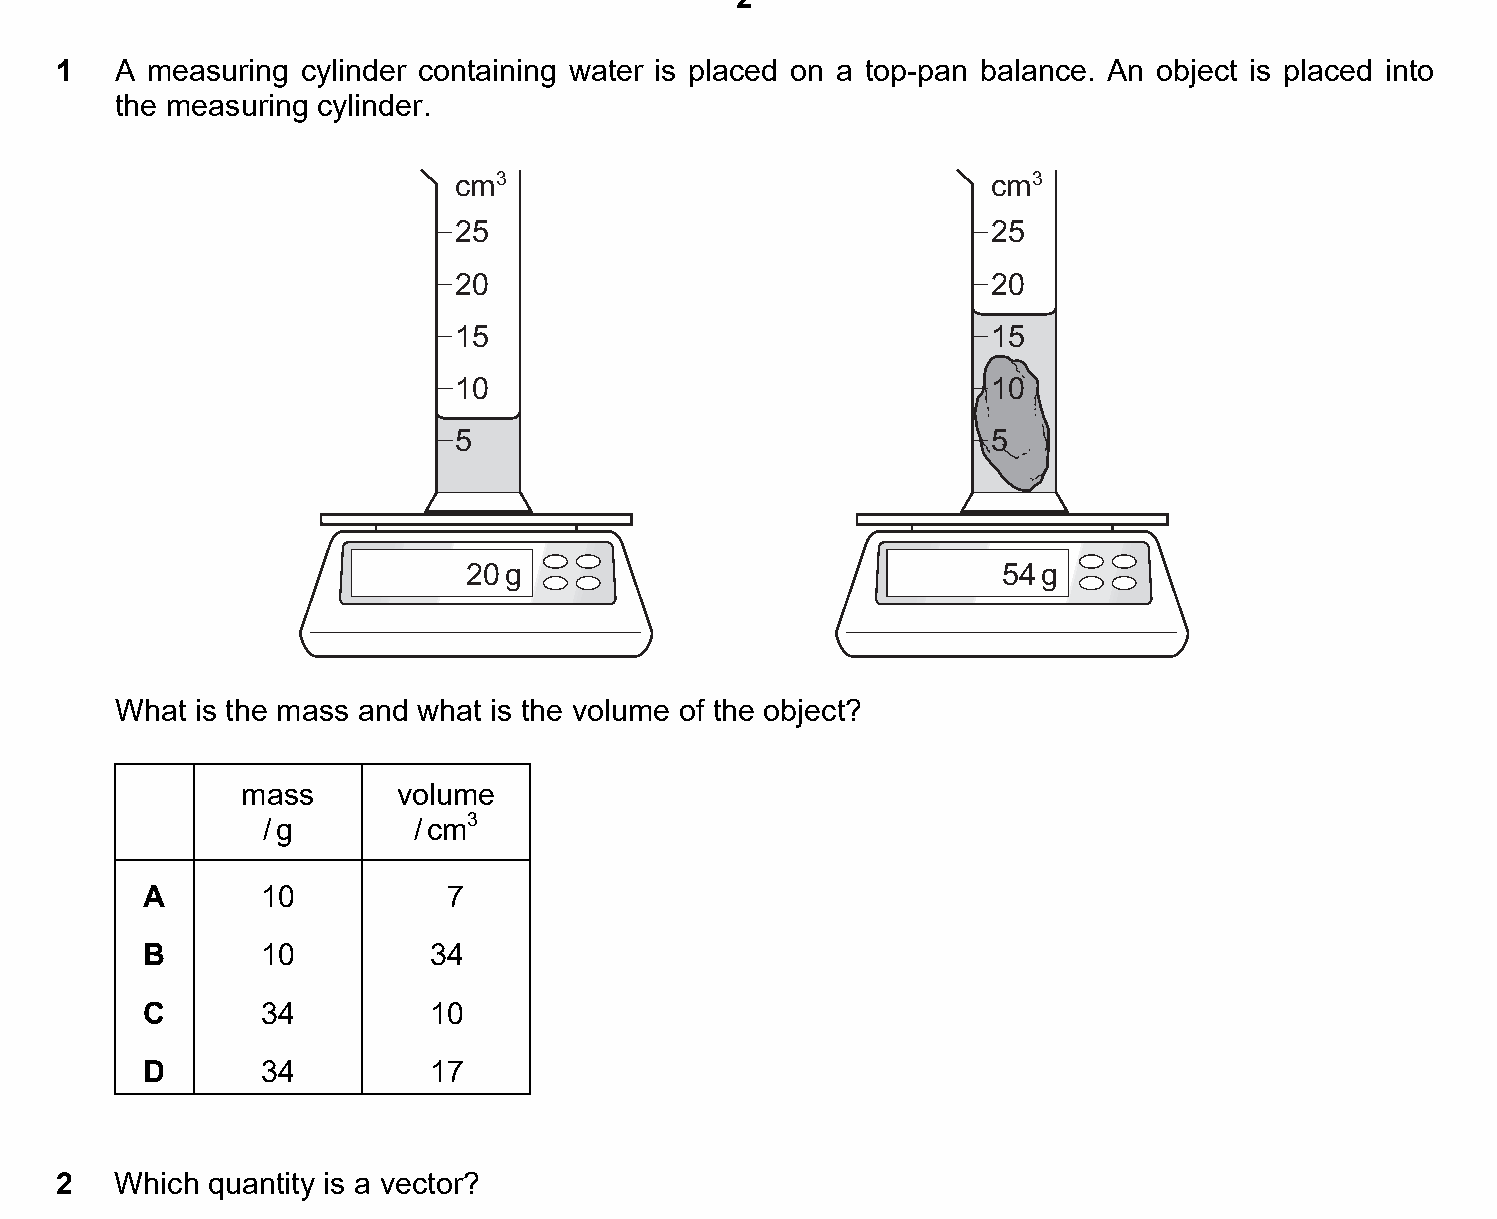 2
1 A measuring cylinder containing water is placed on a top-pan balance. An object is placed into
the measuring cylinder.
cm³ cm³
25 25
20 20
15 15
10 10
5 5
20 g 54 g
What is the mass and what is the volume of the object?
mass volume
/ g / cm³
A 10 7
B 10 34
C 34 10
D 34 17
2 Which quantity is a vector?